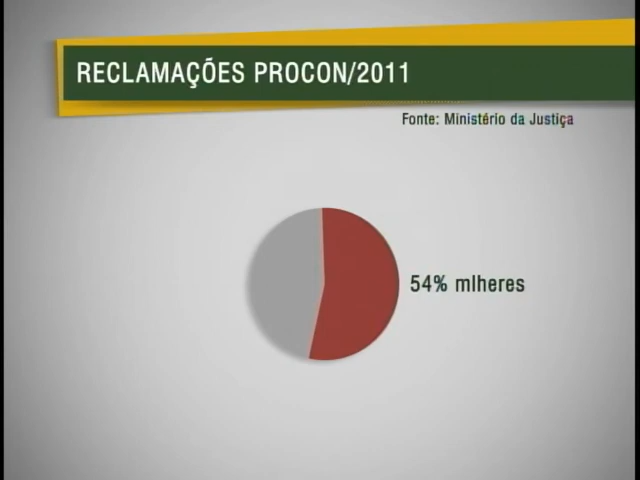 RECLAMAÇÕES PROCON/2011
Fonte: Ministério da Justiça
54% mlheres